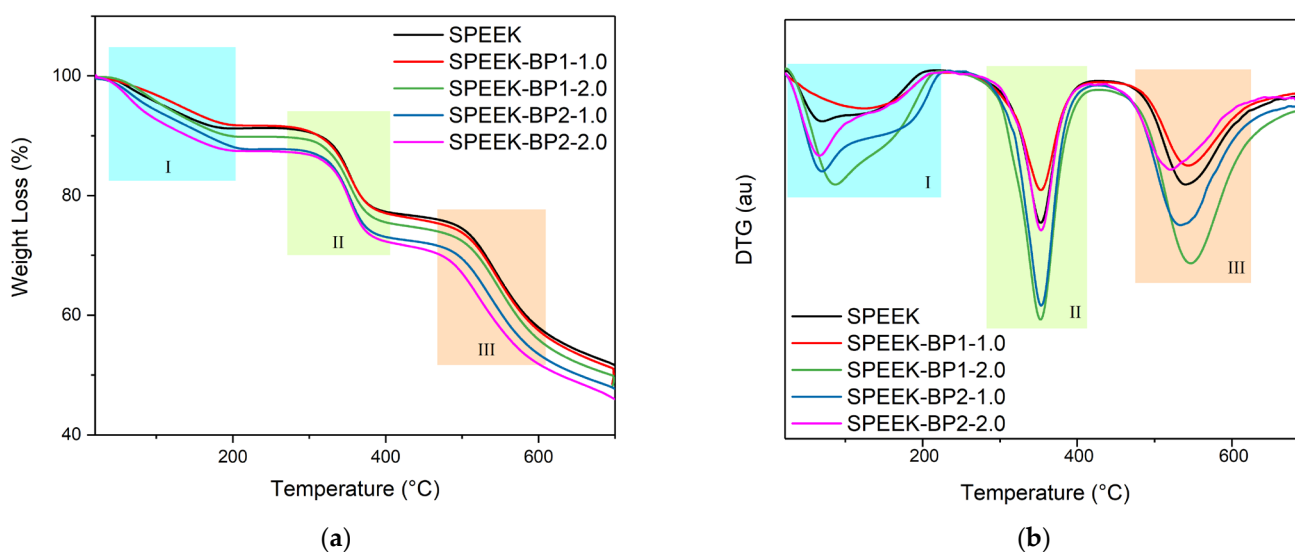 SPEEK
SPEEK-BP1-1.0
SPEEK-BP1-2.0
SPEEK-BP2-1.0
SPEEK-BP2-2.0
100
80
60
40
Weight Loss (%)
I
II
III
200
400
600
Temperature (°C)
(a)
DTG (au)
I
II
III
SPEEK
SPEEK-BP1-1.0
SPEEK-BP1-2.0
SPEEK-BP2-1.0
SPEEK-BP2-2.0
200
400
600
Temperature (°C)
(b)